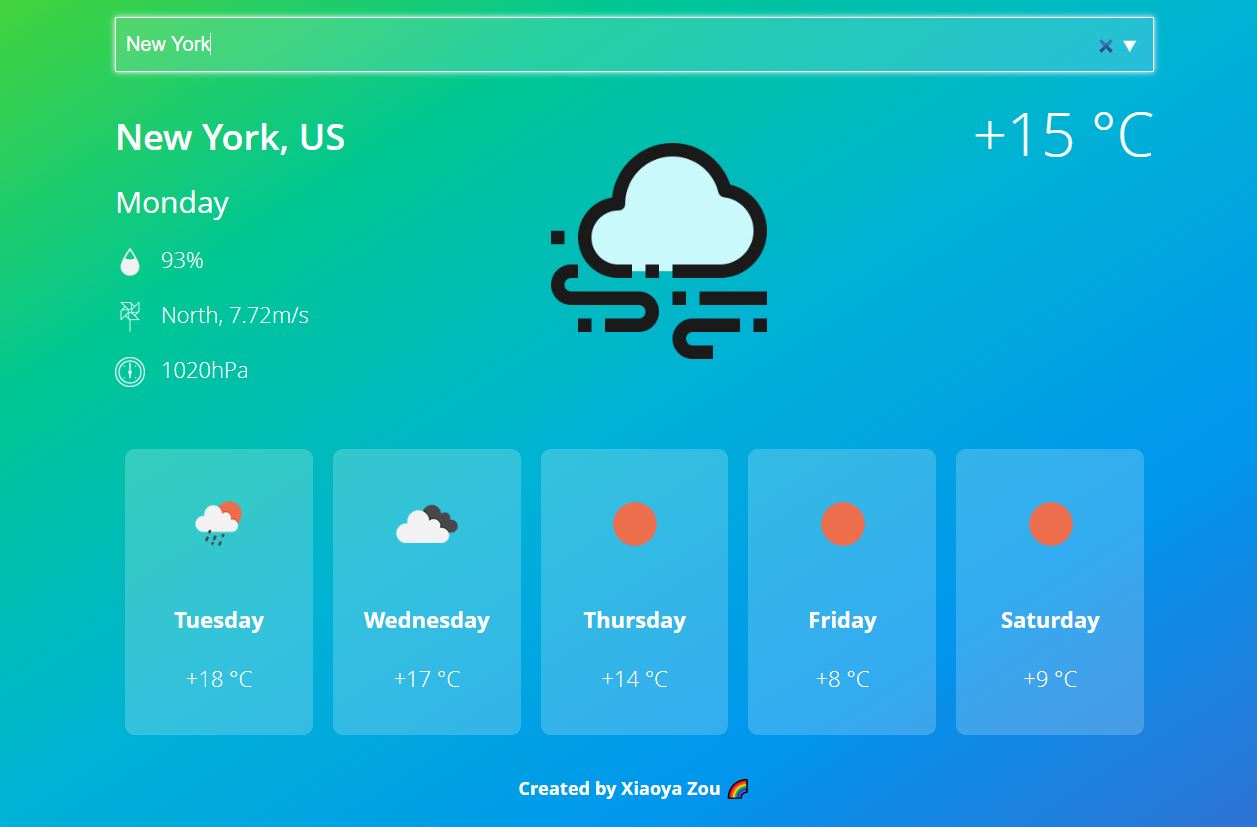 New York
New York, US
+15 °C
Monday
93%
North, 7.72m/s
1020hPa
Tuesday
+18 °C
Wednesday
+17 °C
Thursday
+14 °C
Friday
+8 °C
Saturday
+9 °C
Created by Xiaoya Zou 🌈